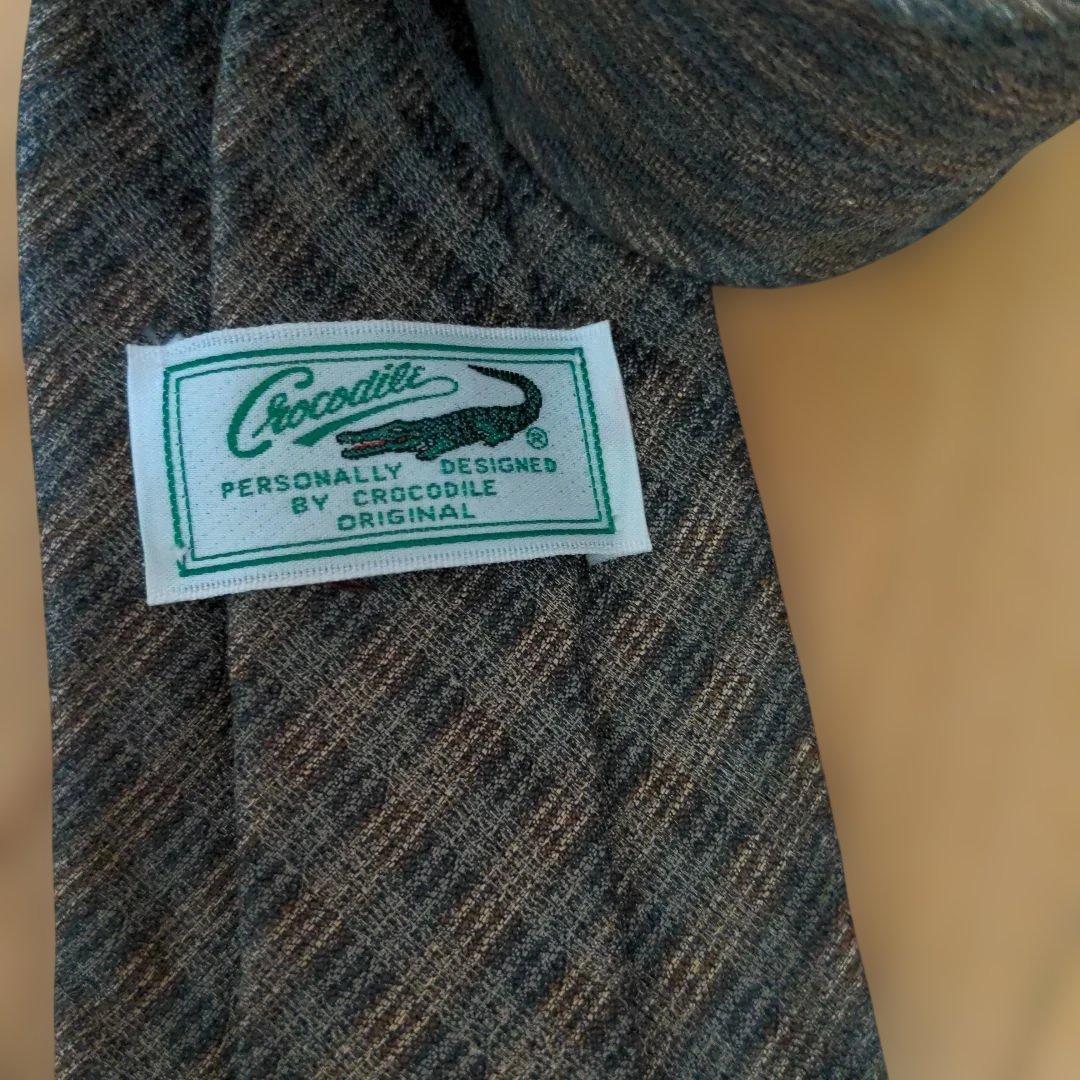 Crocodile
®
PERSONALLY DESIGNED
BY CROCODILE
ORIGINAL